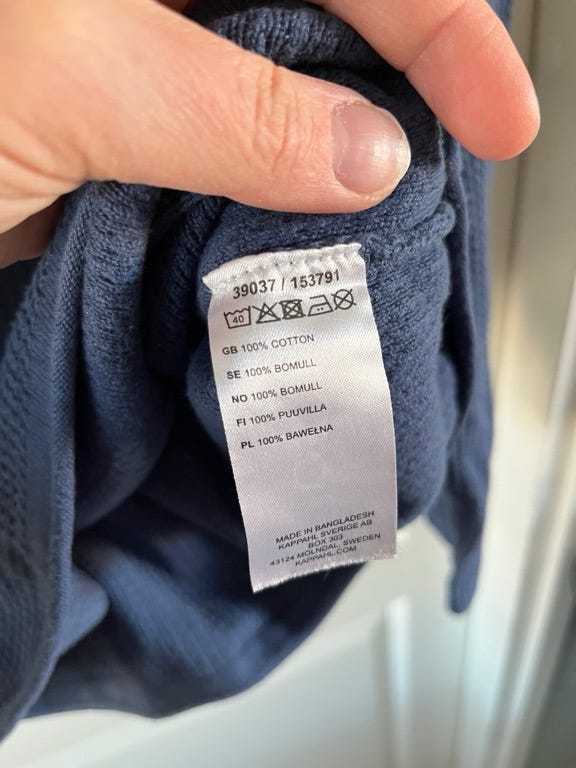 39037 / 153791
40
GB 100% COTTON
SE 100% BOMULL
NO 100% BOMULL
FI 100% PUUVILLA
PL 100% BAWEŁNA
MADE IN BANGLADESH
KAPPAHL SVERIGE AB
BOX 303
43124 MÖLNDAL, SWEDEN
KAPPAHL.COM